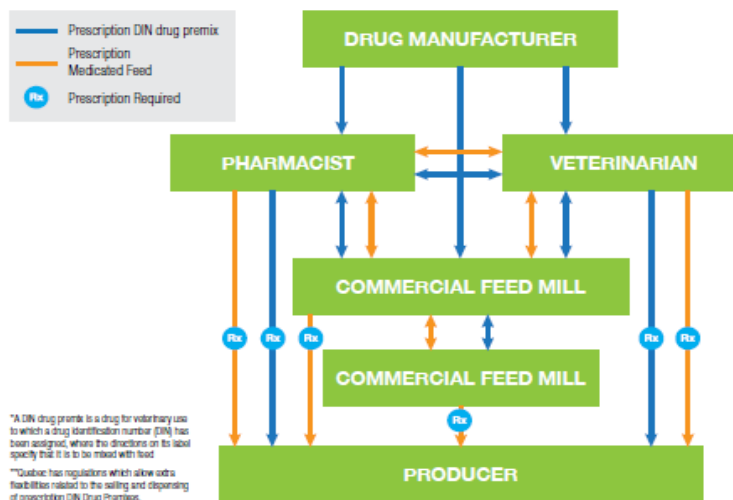 Prescription DIN drug premix
Prescription
Medicated Feed
Rx
Prescription Required
DRUG MANUFACTURER
PHARMACIST
VETERINARIAN
COMMERCIAL FEED MILL
Rx
Rx
Rx
Rx
Rx
COMMERCIAL FEED MILL
Rx
PRODUCER
*A DIN drug premix is a drug for veterinary use
to which a drug identification number (DIN) has
been assigned, where the directions on its label
specify that it is to be mixed with feed
**Quebec has regulations which allow extra
flexibilities related to the selling and dispensing
of prescription DIN Drug Premixes.